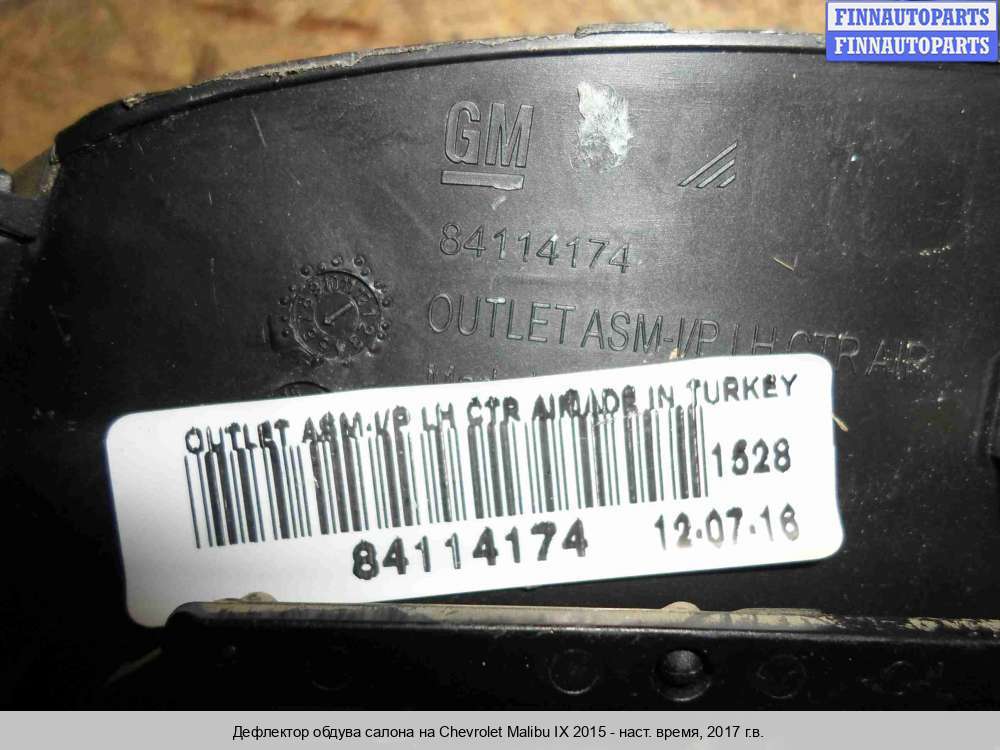 FINNAUTOPARTS
FINNAUTOPARTS
GM
84114174
OUTLET ASM-I/P LH CTR AIR
OUTLET ASM-I/P LH CTR AIR MADE IN TURKEY
1528
84114174 12-07-16
Дефлектор обдува салона на Chevrolet Malibu IX 2015 - наст. время, 2017 г.в.